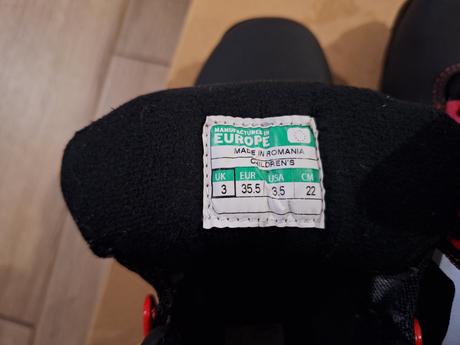 MANUFACTURED IN
EUROPE
MADE IN ROMANIA
CHILDREN'S
UK EUR USA CM
3 35.5 3.5 22